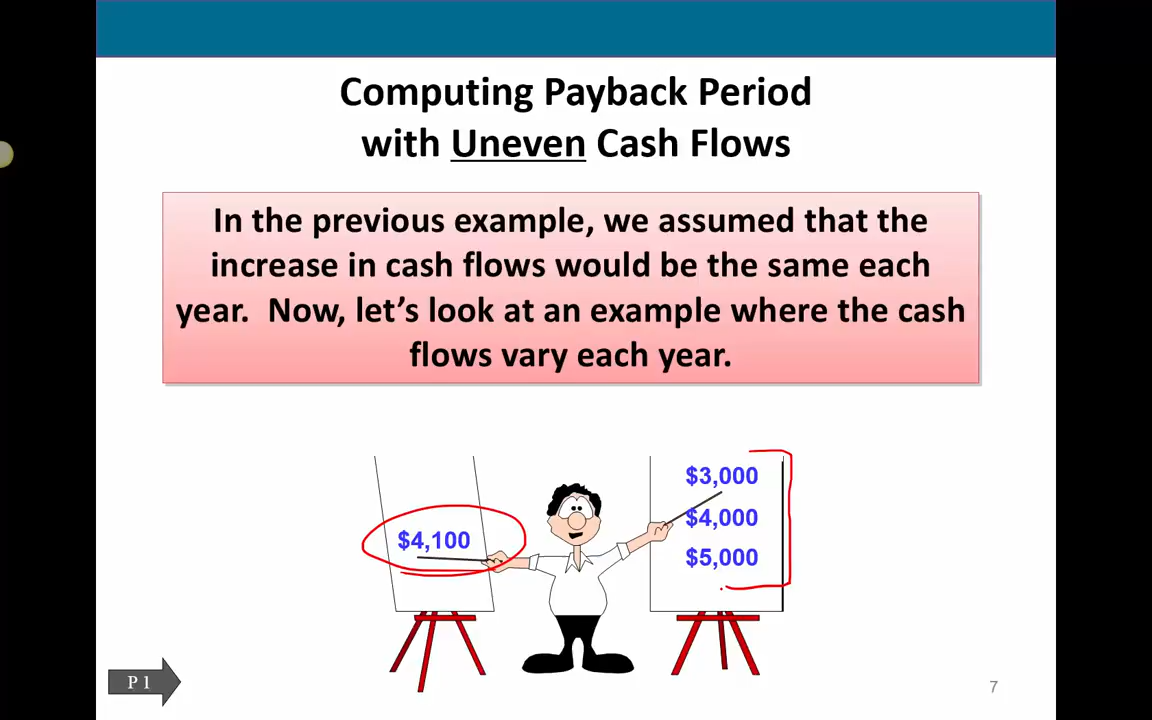 Computing Payback Period
with Uneven Cash Flows
In the previous example, we assumed that the
increase in cash flows would be the same each
year.  Now, let’s look at an example where the cash
flows vary each year.
$4,100
$3,000
$4,000
$5,000
P 1
7